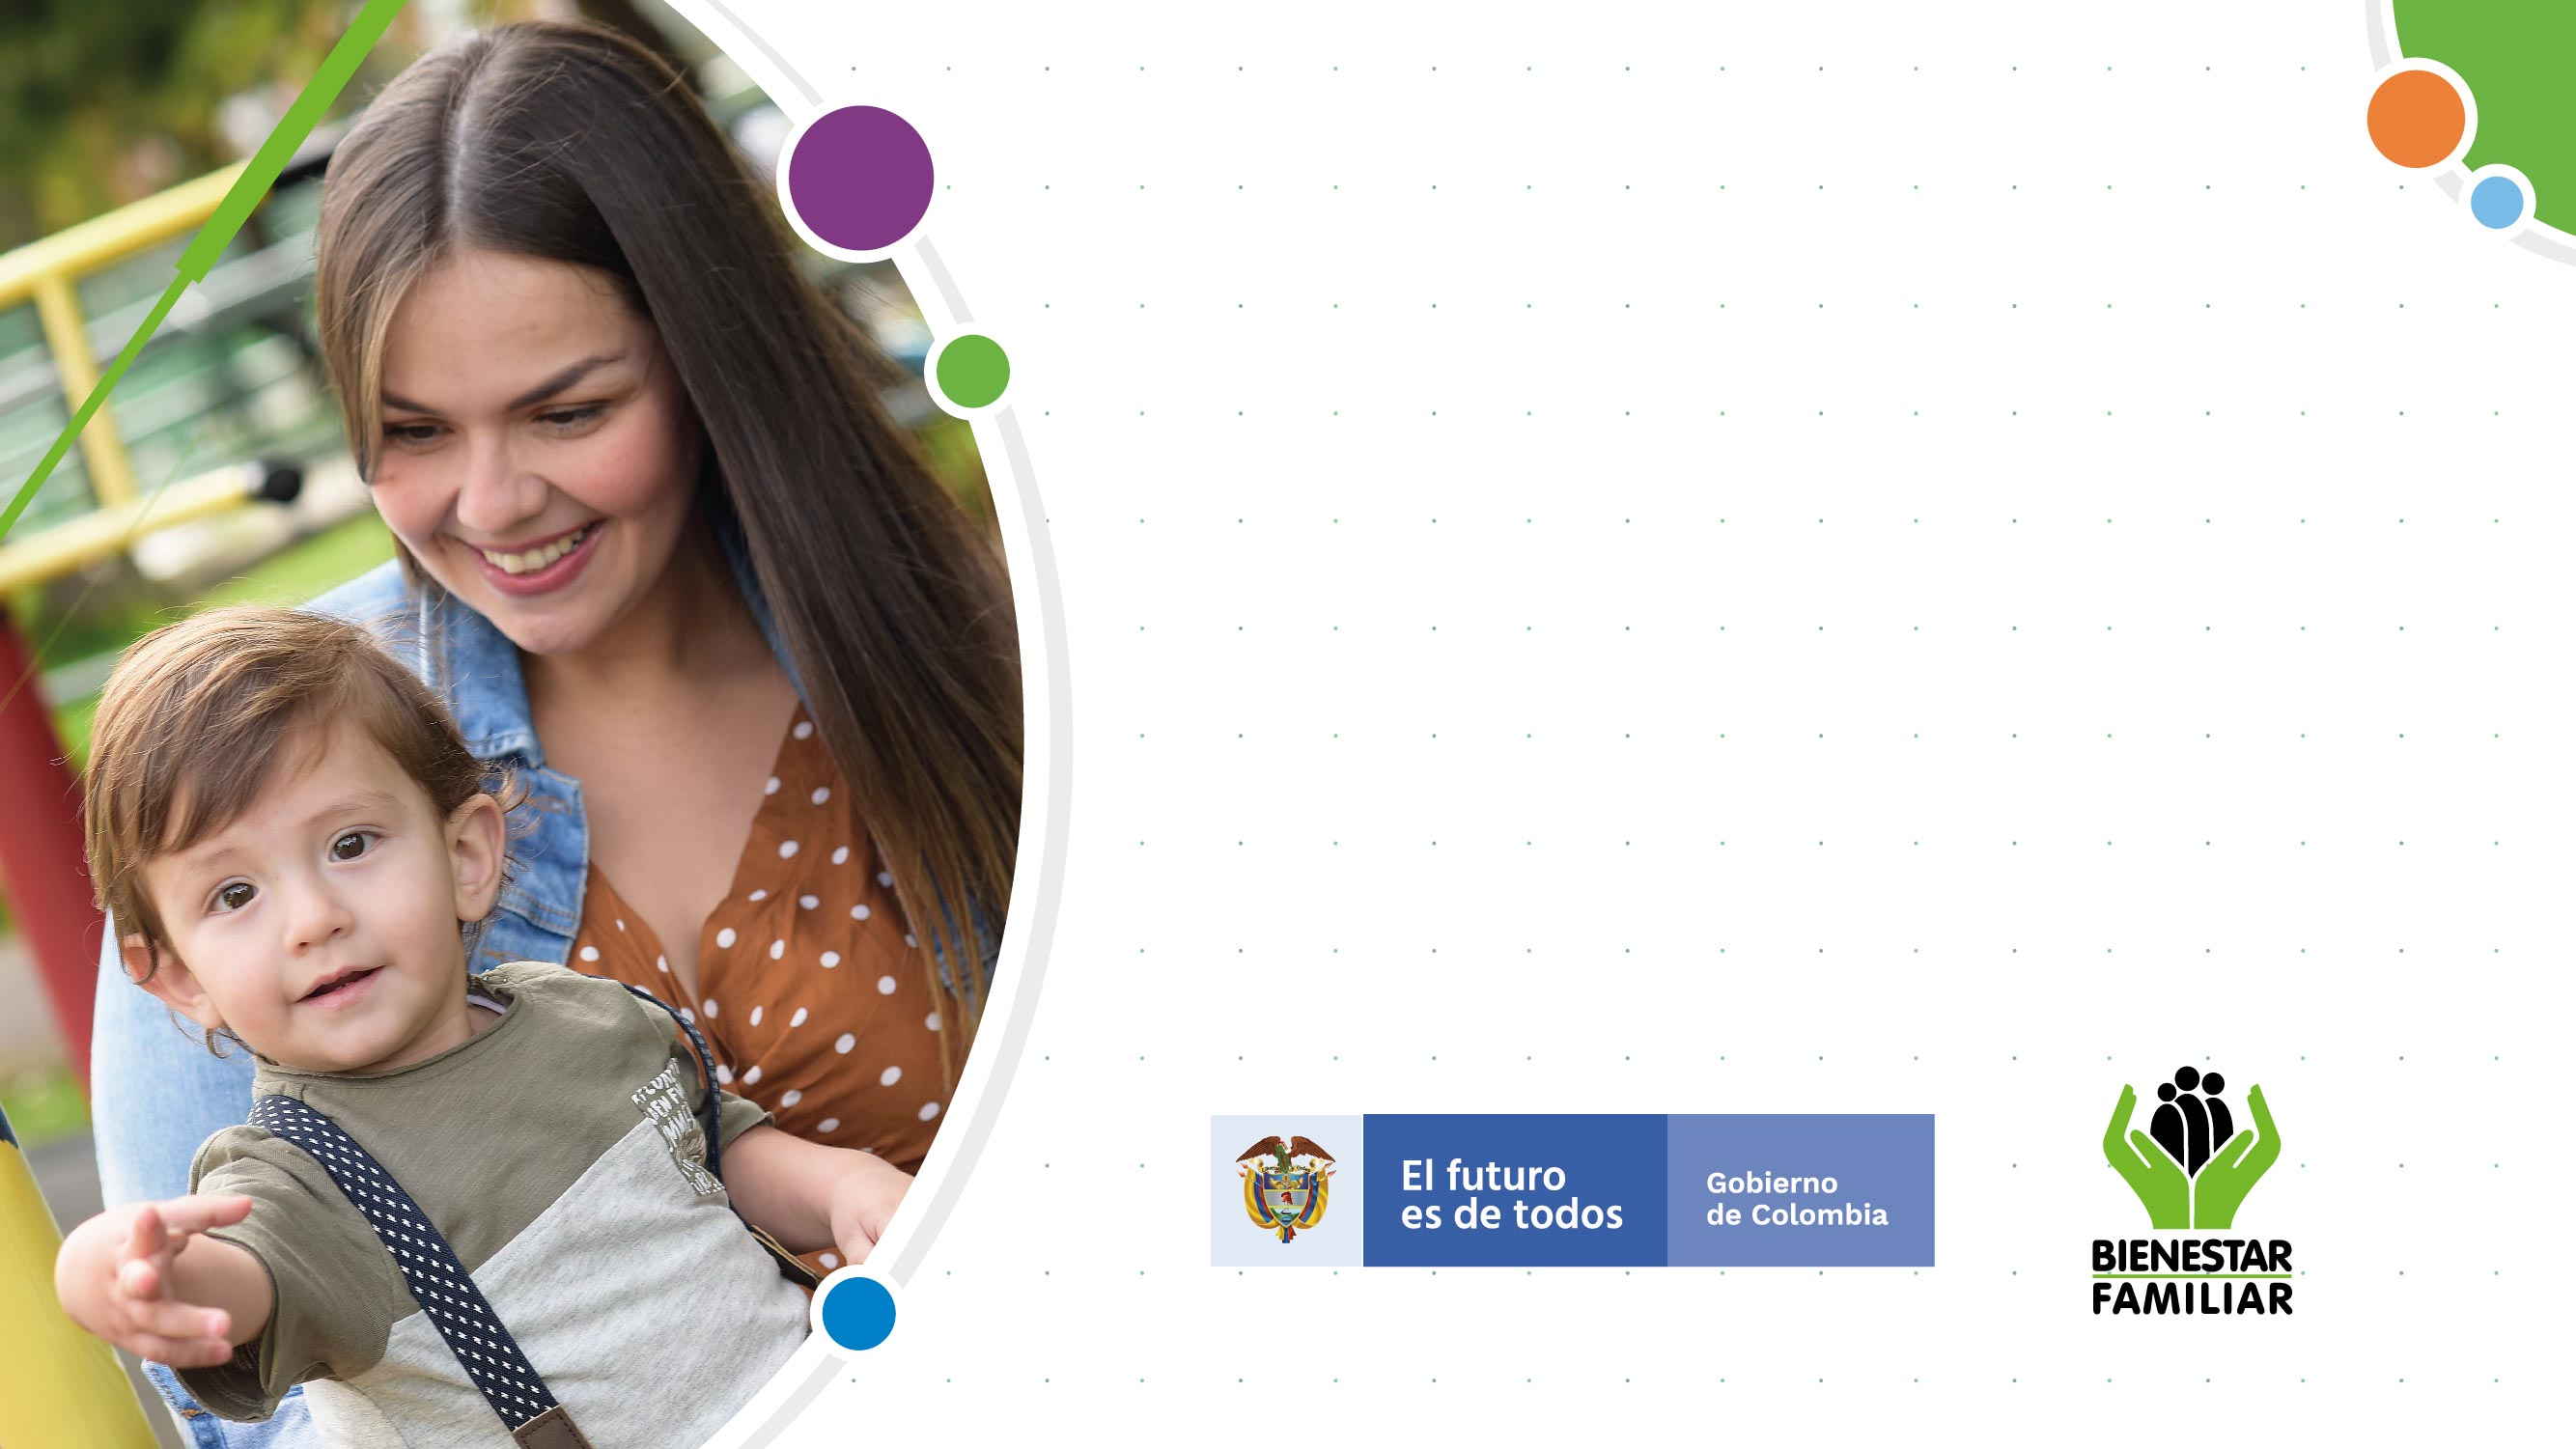 El futuro
es de todos
Gobierno
de Colombia
BIENESTAR
FAMILIAR